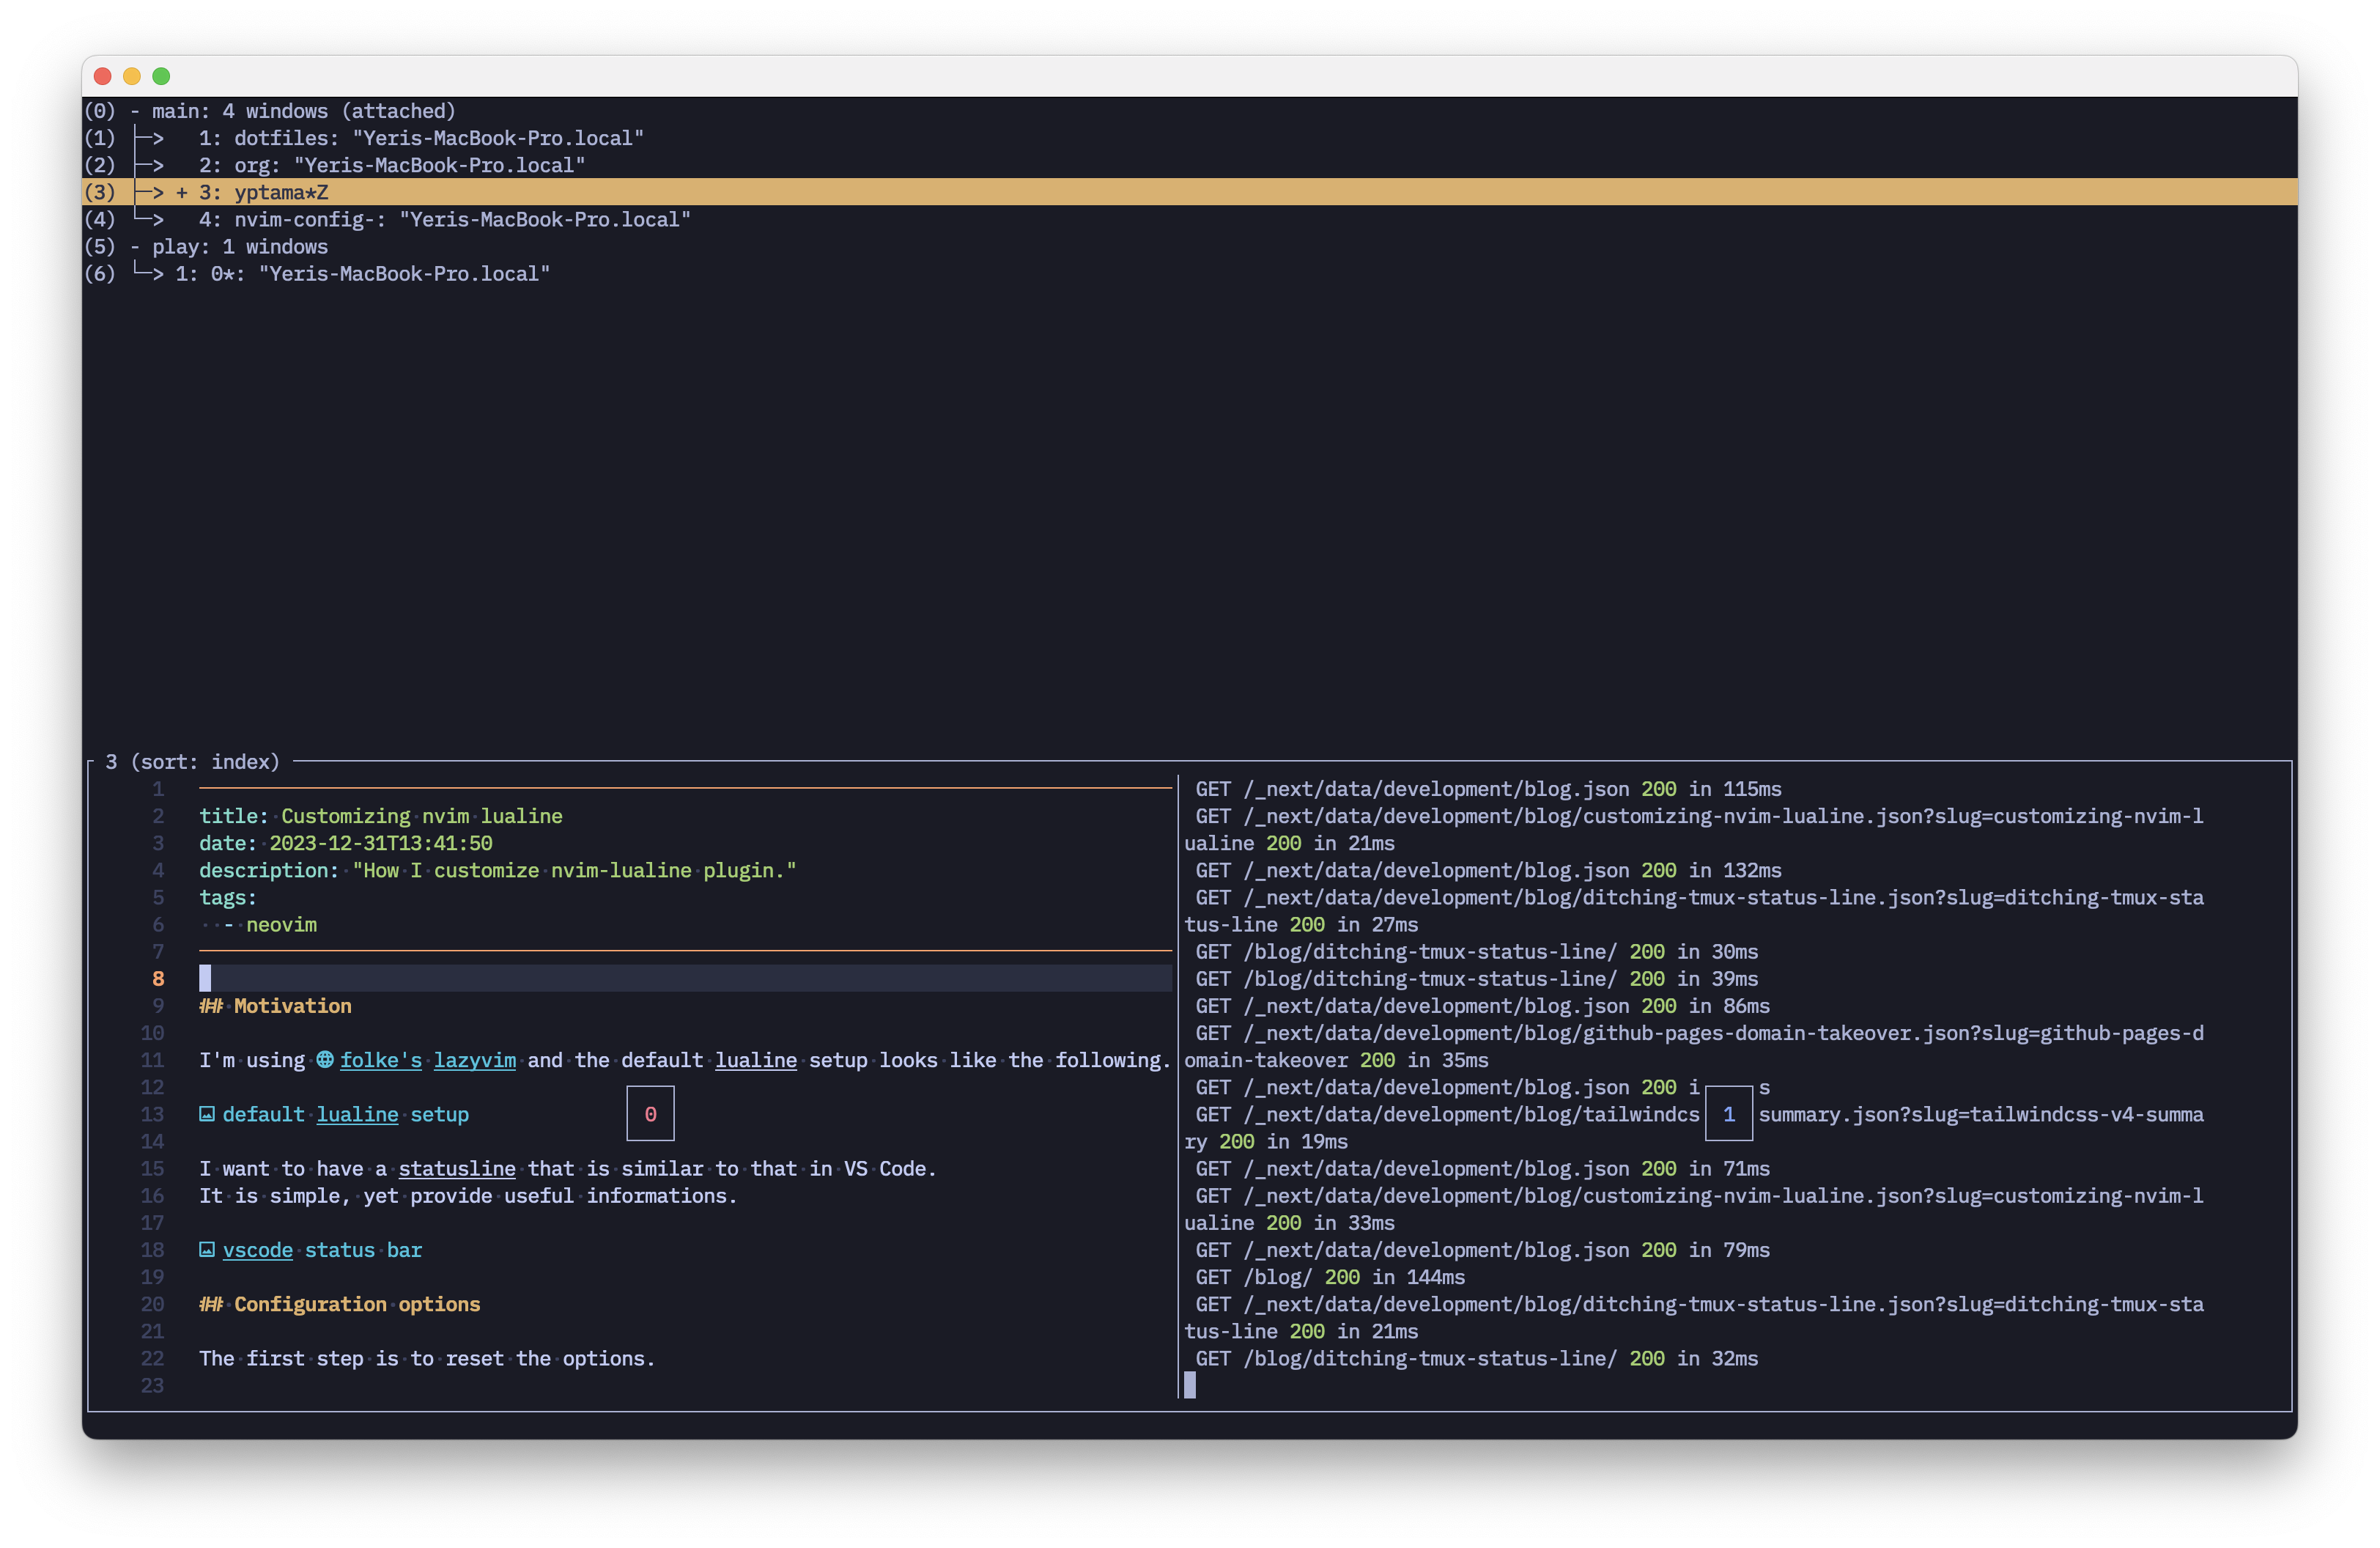 (0) - main: 4 windows (attached)
(1) ├─>   1: dotfiles: "Yeris-MacBook-Pro.local"
(2) ├─>   2: org: "Yeris-MacBook-Pro.local"
(3) ├─> + 3: yptama*Z
(4) └─>   4: nvim-config-: "Yeris-MacBook-Pro.local"
(5) - play: 1 windows
(6) └─> 1: 0*: "Yeris-MacBook-Pro.local"
3 (sort: index)
1
2 title: Customizing nvim lualine
3 date: 2023-12-31T13:41:50
4 description: "How I customize nvim-lualine plugin."
5 tags:
6 - neovim
7
8
9 ## Motivation
10
11 I'm using folke's lazyvim and the default lualine setup looks like the following.
12
13 default lualine setup
14
15 I want to have a statusline that is similar to that in VS Code.
16 It is simple, yet provide useful informations.
17
18 vscode status bar
19
20 ## Configuration options
21
22 The first step is to reset the options.
23
0
GET /_next/data/development/blog.json 200 in 115ms
GET /_next/data/development/blog/customizing-nvim-lualine.json?slug=customizing-nvim-l
ualine 200 in 21ms
GET /_next/data/development/blog.json 200 in 132ms
GET /_next/data/development/blog/ditching-tmux-status-line.json?slug=ditching-tmux-sta
tus-line 200 in 27ms
GET /blog/ditching-tmux-status-line/ 200 in 30ms
GET /blog/ditching-tmux-status-line/ 200 in 39ms
GET /_next/data/development/blog.json 200 in 86ms
GET /_next/data/development/blog/github-pages-domain-takeover.json?slug=github-pages-d
omain-takeover 200 in 35ms
GET /_next/data/development/blog.json 200 i s
GET /_next/data/development/blog/tailwindcs 1 summary.json?slug=tailwindcss-v4-summa
ry 200 in 19ms
GET /_next/data/development/blog.json 200 in 71ms
GET /_next/data/development/blog/customizing-nvim-lualine.json?slug=customizing-nvim-l
ualine 200 in 33ms
GET /_next/data/development/blog.json 200 in 79ms
GET /blog/ 200 in 144ms
GET /_next/data/development/blog/ditching-tmux-status-line.json?slug=ditching-tmux-sta
tus-line 200 in 21ms
GET /blog/ditching-tmux-status-line/ 200 in 32ms